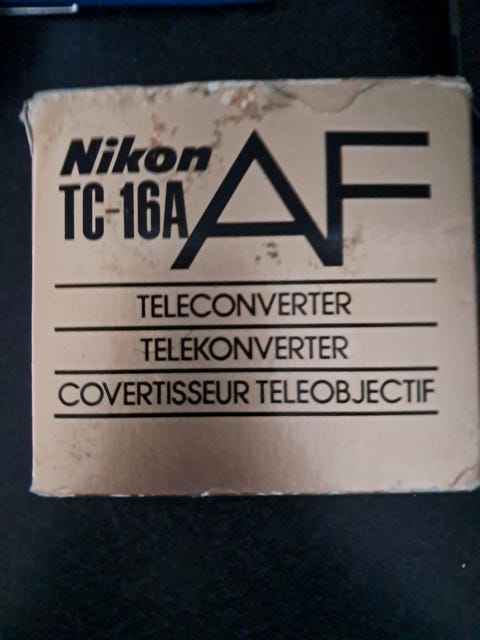 Nikon
TC-16A AF
TELECONVERTER
TELEKONVERTER
COVERTISSEUR TELEOBJECTIF